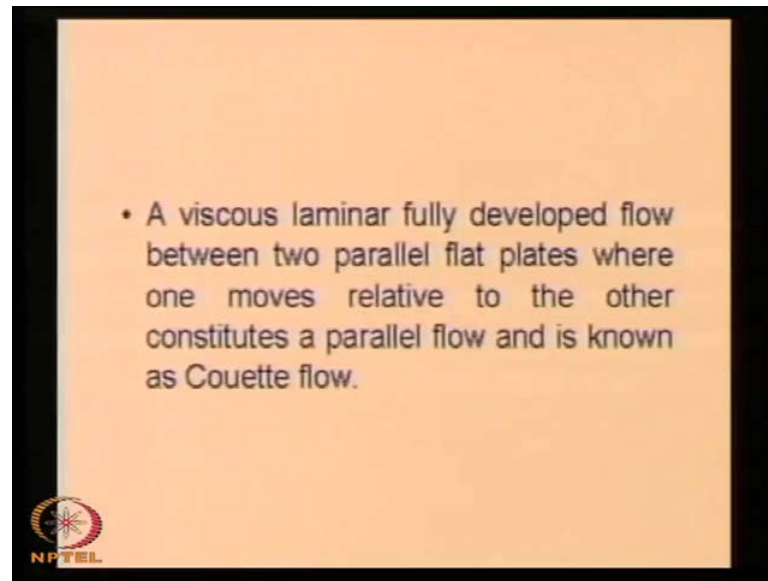 • A viscous laminar fully developed flow
between two parallel flat plates where
one moves relative to the other
constitutes a parallel flow and is known
as Couette flow.
NPTEL